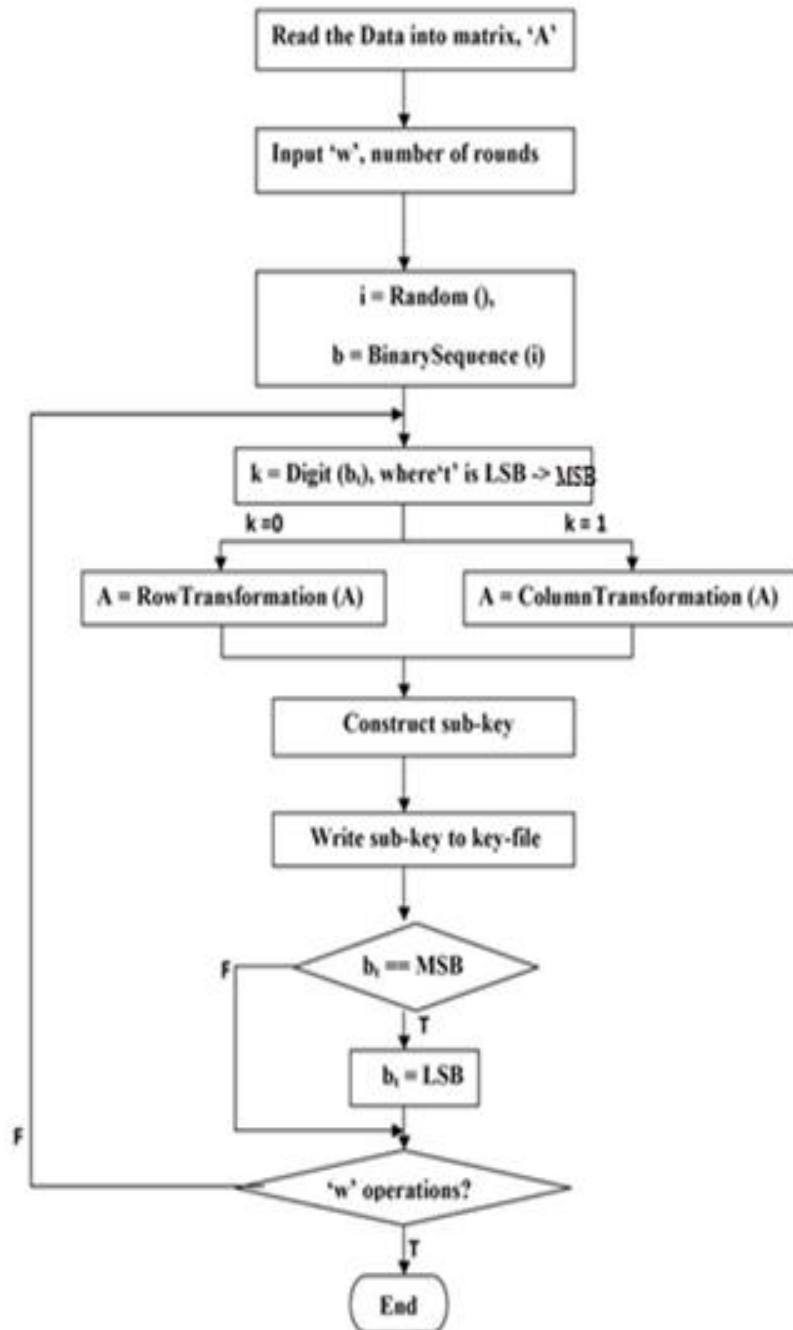 Read the Data into matrix, ‘A’
Input ‘w’, number of rounds
i = Random (),
b = BinarySequence (i)
k = Digit (bₜ), where‘t’ is LSB -> MSB
k =0
k = 1
A = RowTransformation (A)
A = ColumnTransformation (A)
Construct sub-key
Write sub-key to key-file
bₜ == MSB
F
T
bₜ = LSB
F
‘w’ operations?
T
End